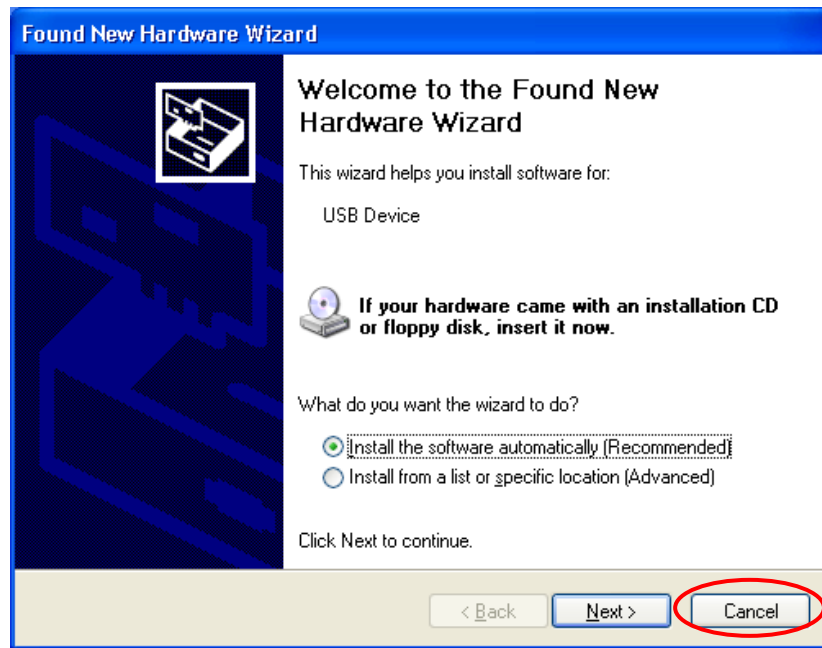 Found New Hardware Wizard
Welcome to the Found New
Hardware Wizard
This wizard helps you install software for:
USB Device
If your hardware came with an installation CD
or floppy disk, insert it now.
What do you want the wizard to do?
Install the software automatically (Recommended)
Install from a list or specific location (Advanced)
Click Next to continue.
< Back Next > Cancel